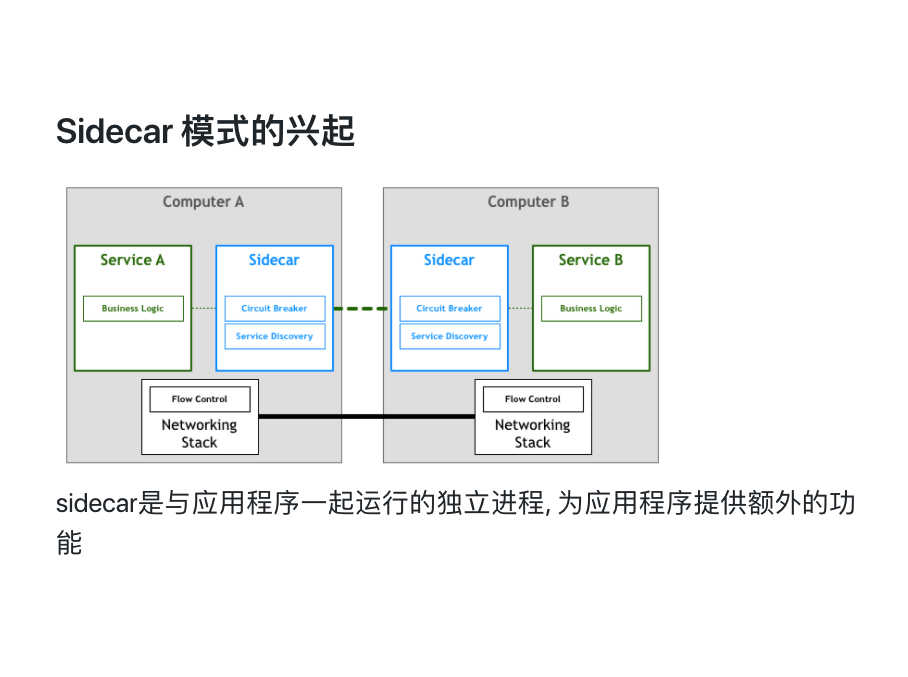 Sidecar 模式的兴起
Computer A
Computer B
Service A
Sidecar
Sidecar
Service B
Business Logic
Circuit Breaker
Circuit Breaker
Business Logic
Service Discovery
Service Discovery
Flow Control
Flow Control
Networking
Stack
Networking
Stack
sidecar是与应用程序一起运行的独立进程, 为应用程序提供额外的功
能